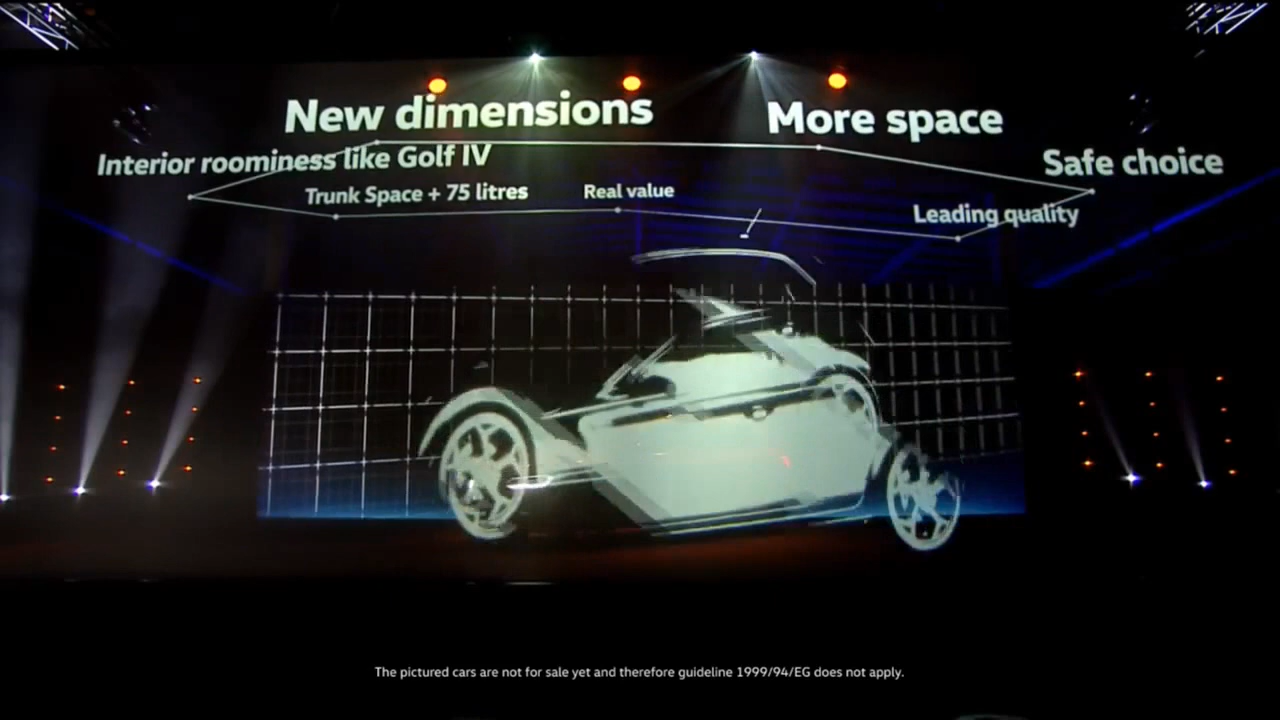 New dimensions
More space
Interior roominess like Golf IV
Safe choice
Trunk Space + 75 litres
Real value
Leading quality
The pictured cars are not for sale yet and therefore guideline 1999/94/EG does not apply.